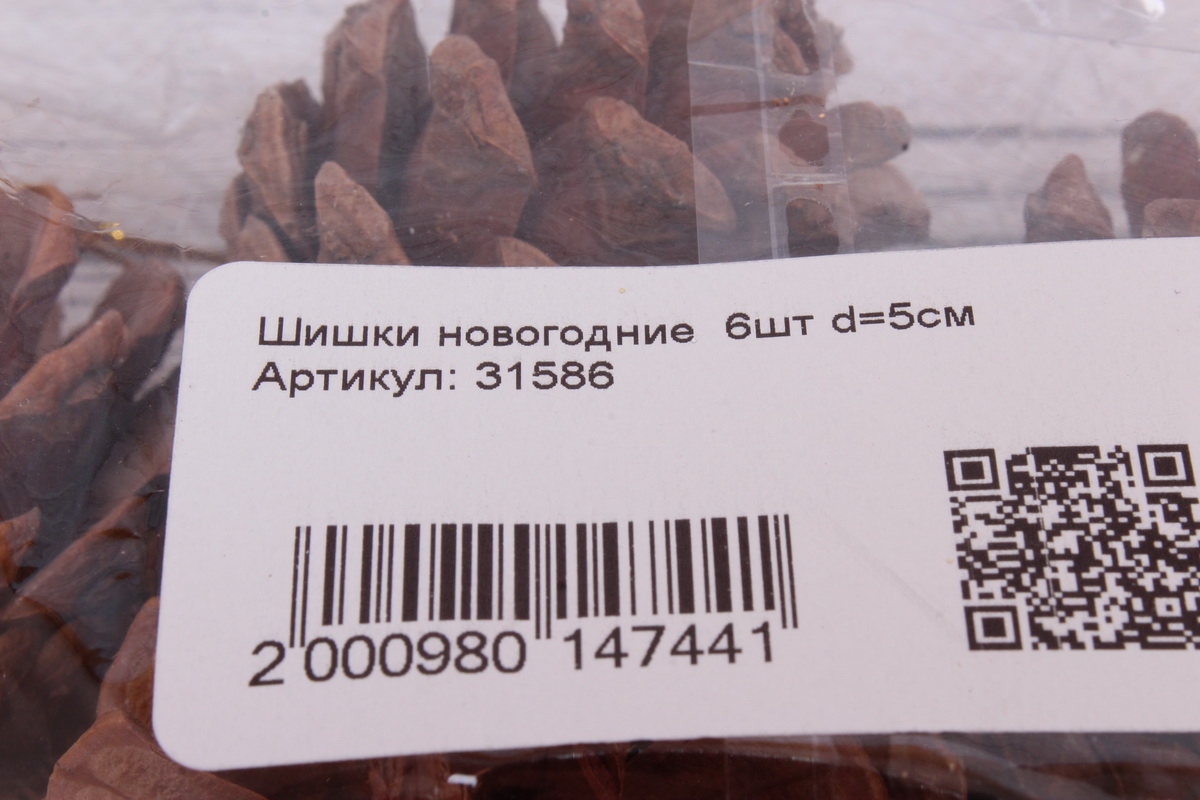 Шишки новогодние 6шт d=5см
Артикул: 31586
2 000980 147441